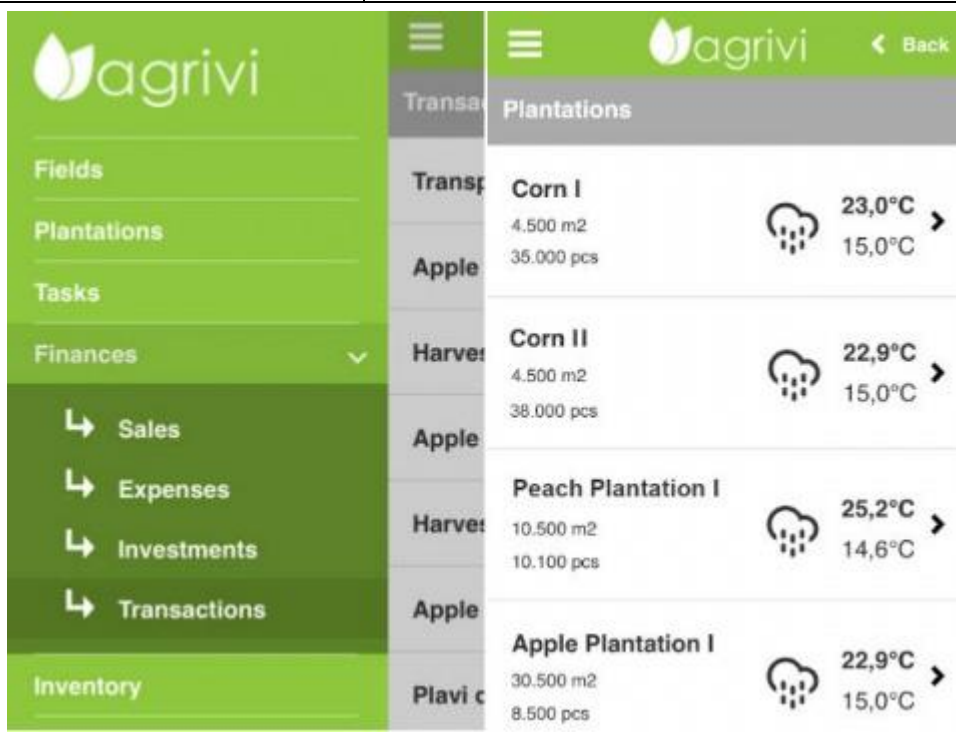 agrivi
Fields
Plantations
Tasks
Finances
Sales
Expenses
Investments
Transactions
Inventory
agrivi
Back
Plantations
Corn I
4.500 m2
35.000 pcs
23,0°C
15,0°C
Corn II
4.500 m2
38.000 pcs
22,9°C
15,0°C
Peach Plantation I
10.500 m2
10.100 pcs
25,2°C
14,6°C
Apple Plantation I
30.500 m2
8.500 pcs
22,9°C
15,0°C
Transa
Transp
Apple
Harves
Apple
Harves
Apple
Plavi